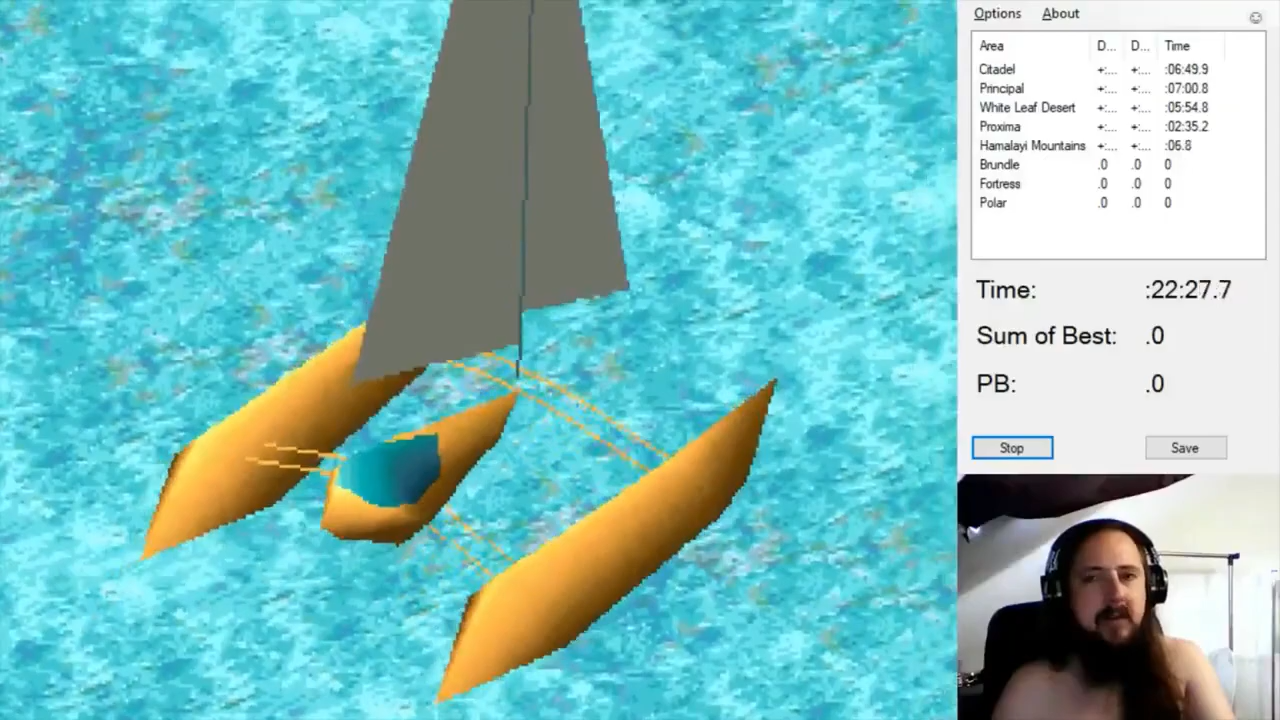 Options About
Area D... D... Time
Citadel +:... +:... :06:49.9
Principal +:... +:... :07:00.8
White Leaf Desert +:... +:... :05:54.8
Proxima +:... +:... :02:35.2
Hamalayi Mountains +:... +:... :06.8
Brundle .0 .0 0
Fortress .0 .0 0
Polar .0 .0 0
Time: :22:27.7
Sum of Best: .0
PB: .0
Stop Save